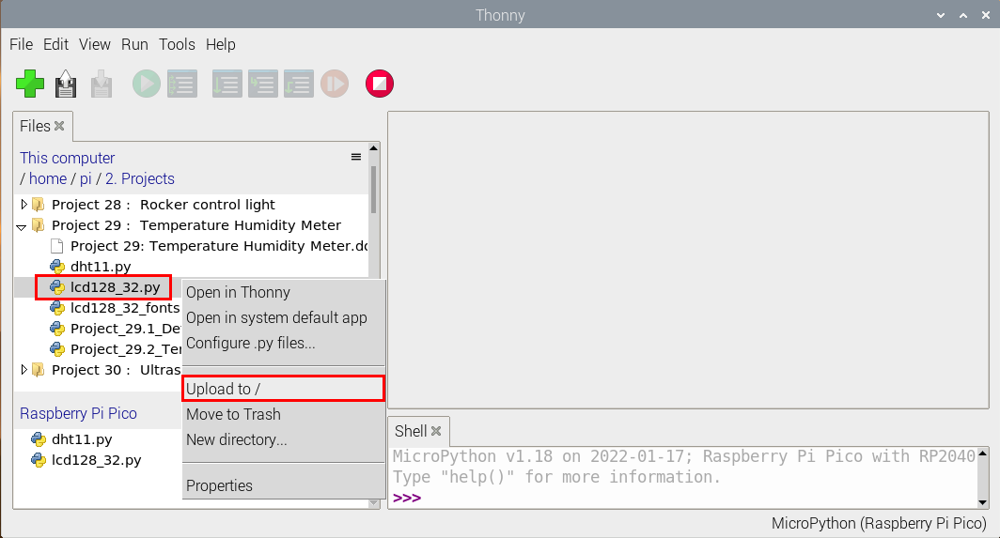 Thonny
File Edit View Run Tools Help
Files
This computer
/ home / pi / 2. Projects
Project 28 : Rocker control light
Project 29 : Temperature Humidity Meter
Project 29: Temperature Humidity Meter.dc
dht11.py
lcd128_32.py
lcd128_32_fonts
Project_29.1_De
Project_29.2_Ter
Project 30 : Ultras
Open in Thonny
Open in system default app
Configure .py files...
Upload to /
Move to Trash
New directory...
Properties
Raspberry Pi Pico
dht11.py
lcd128_32.py
Shell
MicroPython v1.18 on 2022-01-17; Raspberry Pi Pico with RP2040
Type "help()" for more information.
>>>
MicroPython (Raspberry Pi Pico)